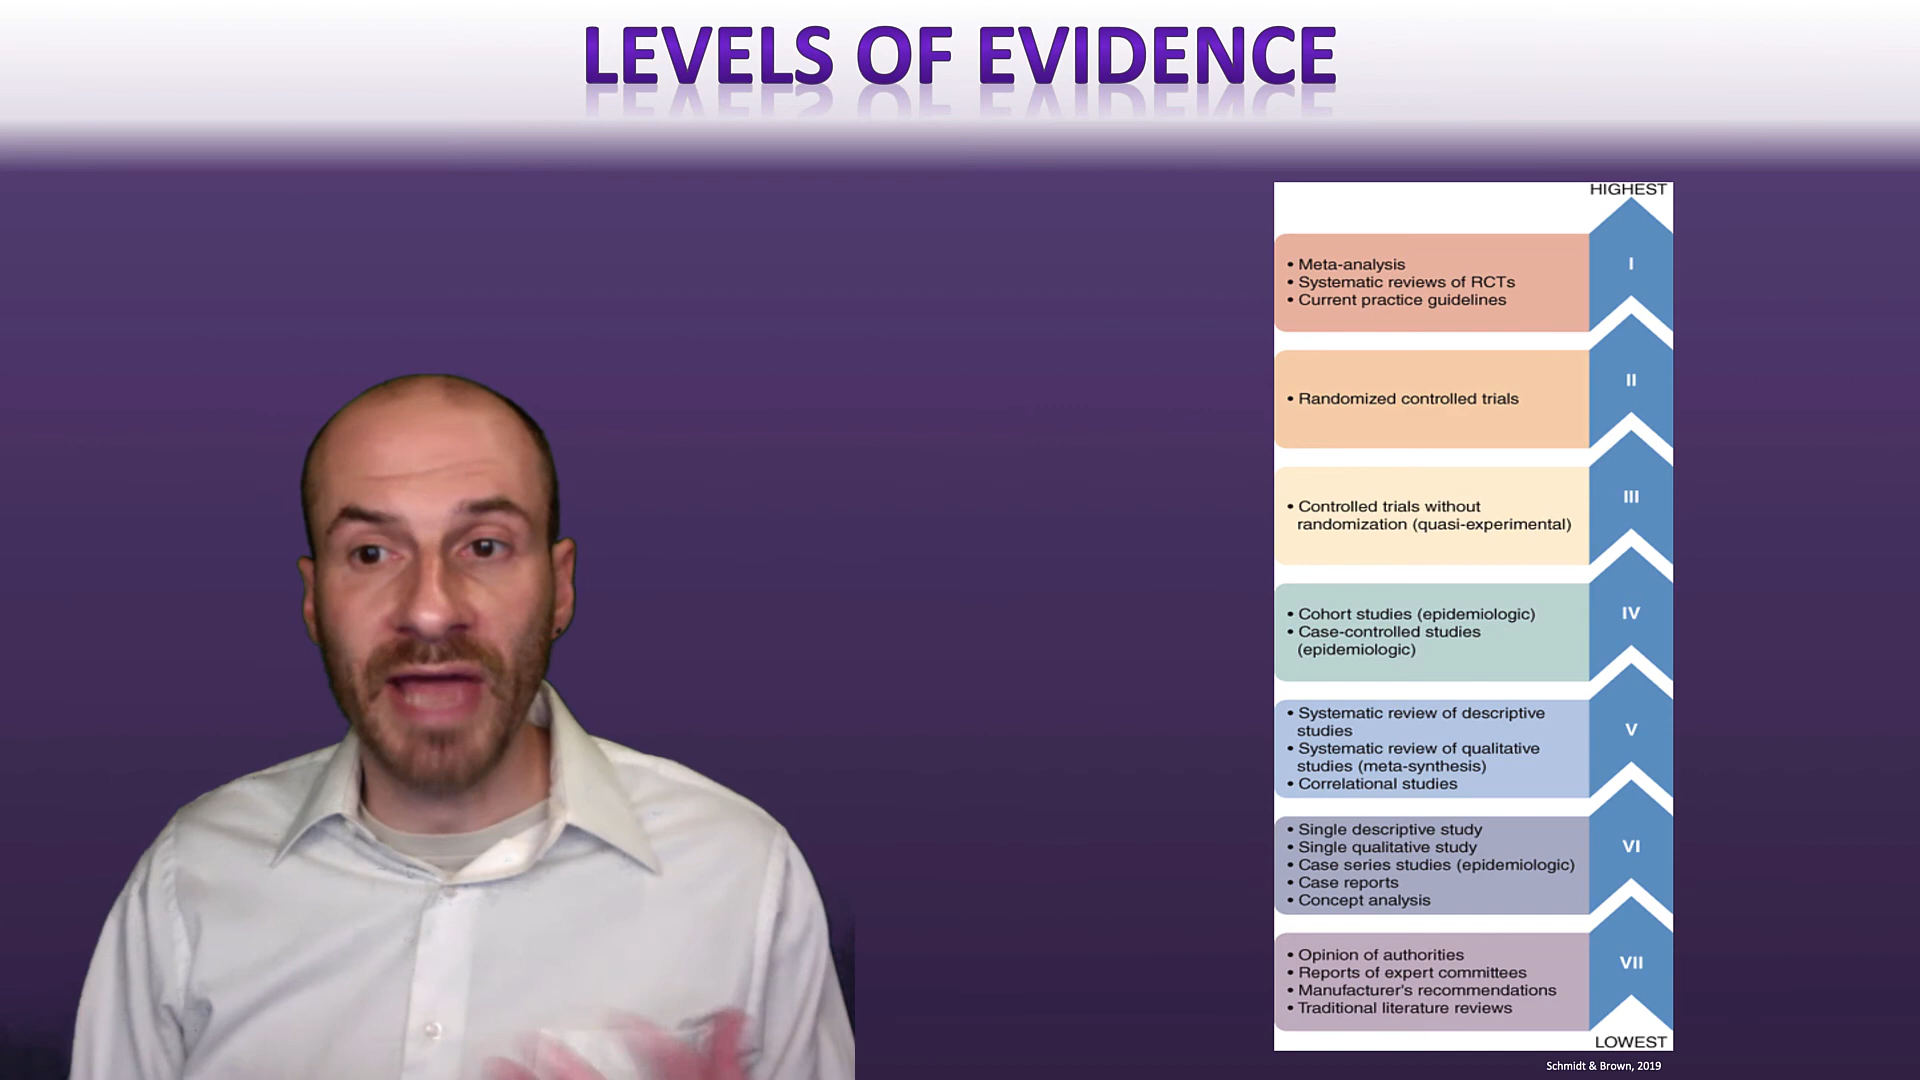 LEVELS OF EVIDENCE
HIGHEST
• Meta-analysis
• Systematic reviews of RCTs
• Current practice guidelines
I
• Randomized controlled trials
II
• Controlled trials without
randomization (quasi-experimental)
III
• Cohort studies (epidemiologic)
• Case-controlled studies
(epidemiologic)
IV
• Systematic review of descriptive
studies
• Systematic review of qualitative
studies (meta-synthesis)
• Correlational studies
V
• Single descriptive study
• Single qualitative study
• Case series studies (epidemiologic)
• Case reports
• Concept analysis
VI
• Opinion of authorities
• Reports of expert committees
• Manufacturer's recommendations
• Traditional literature reviews
VII
LOWEST
Schmidt & Brown, 2019